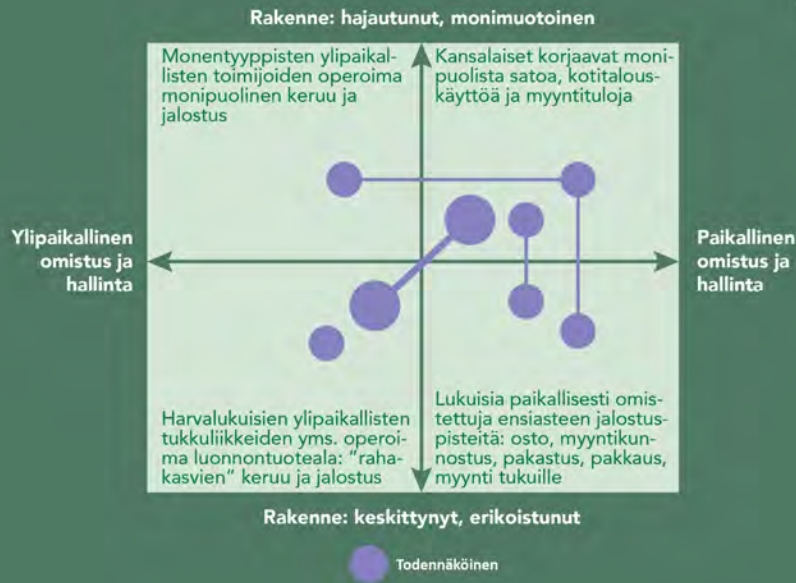 Rakenne: hajautunut, monimuotoinen
Monentyyppisten ylipaikal-
listen toimijoiden operoima
monipuolinen keruu ja
jalostus
Kansalaiset korjaavat moni-
puolista satoa, kotitalous-
käyttöä ja myyntituloja
Ylipaikallinen
omistus ja
hallinta
Paikallinen
omistus ja
hallinta
Harvalukuisien ylipaikallisten
tukkuliikkeiden yms. operoi-
ma luonnontuoteala: ”raha-
kasvien” keruu ja jalostus
Lukuisia paikallisesti omis-
tettuja ensiasteen jalostus-
pisteitä: osto, myyntikun-
nostus, pakastus, pakkaus,
myynti tukuille
Rakenne: keskittynyt, erikoistunut
Todennäköinen